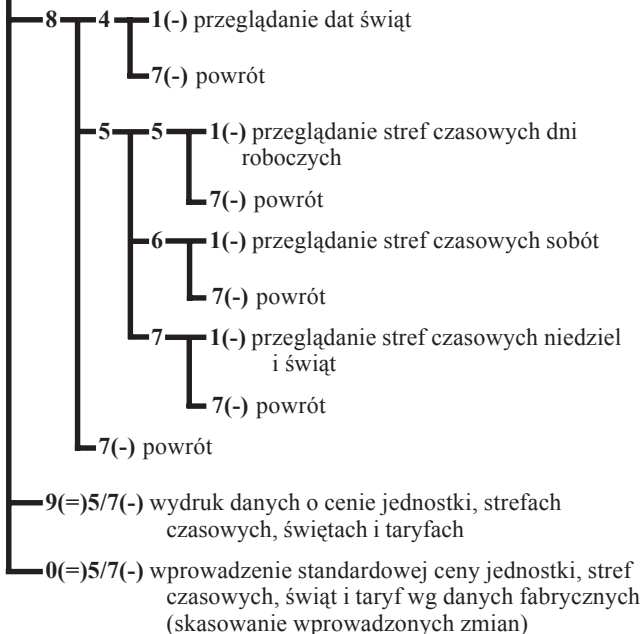 8 4 1(-) przeglądanie dat świąt
7(-) powrót
5 5 1(-) przeglądanie stref czasowych dni
roboczych
7(-) powrót
6 1(-) przeglądanie stref czasowych sobót
7(-) powrót
7 1(-) przeglądanie stref czasowych niedziel
i świąt
7(-) powrót
7(-) powrót
9(=)5/7(-) wydruk danych o cenie jednostki, strefach
czasowych, świętach i taryfach
0(=)5/7(-) wprowadzenie standardowej ceny jednostki, stref
czasowych, świąt i taryf wg danych fabrycznych
(skasowanie wprowadzonych zmian)